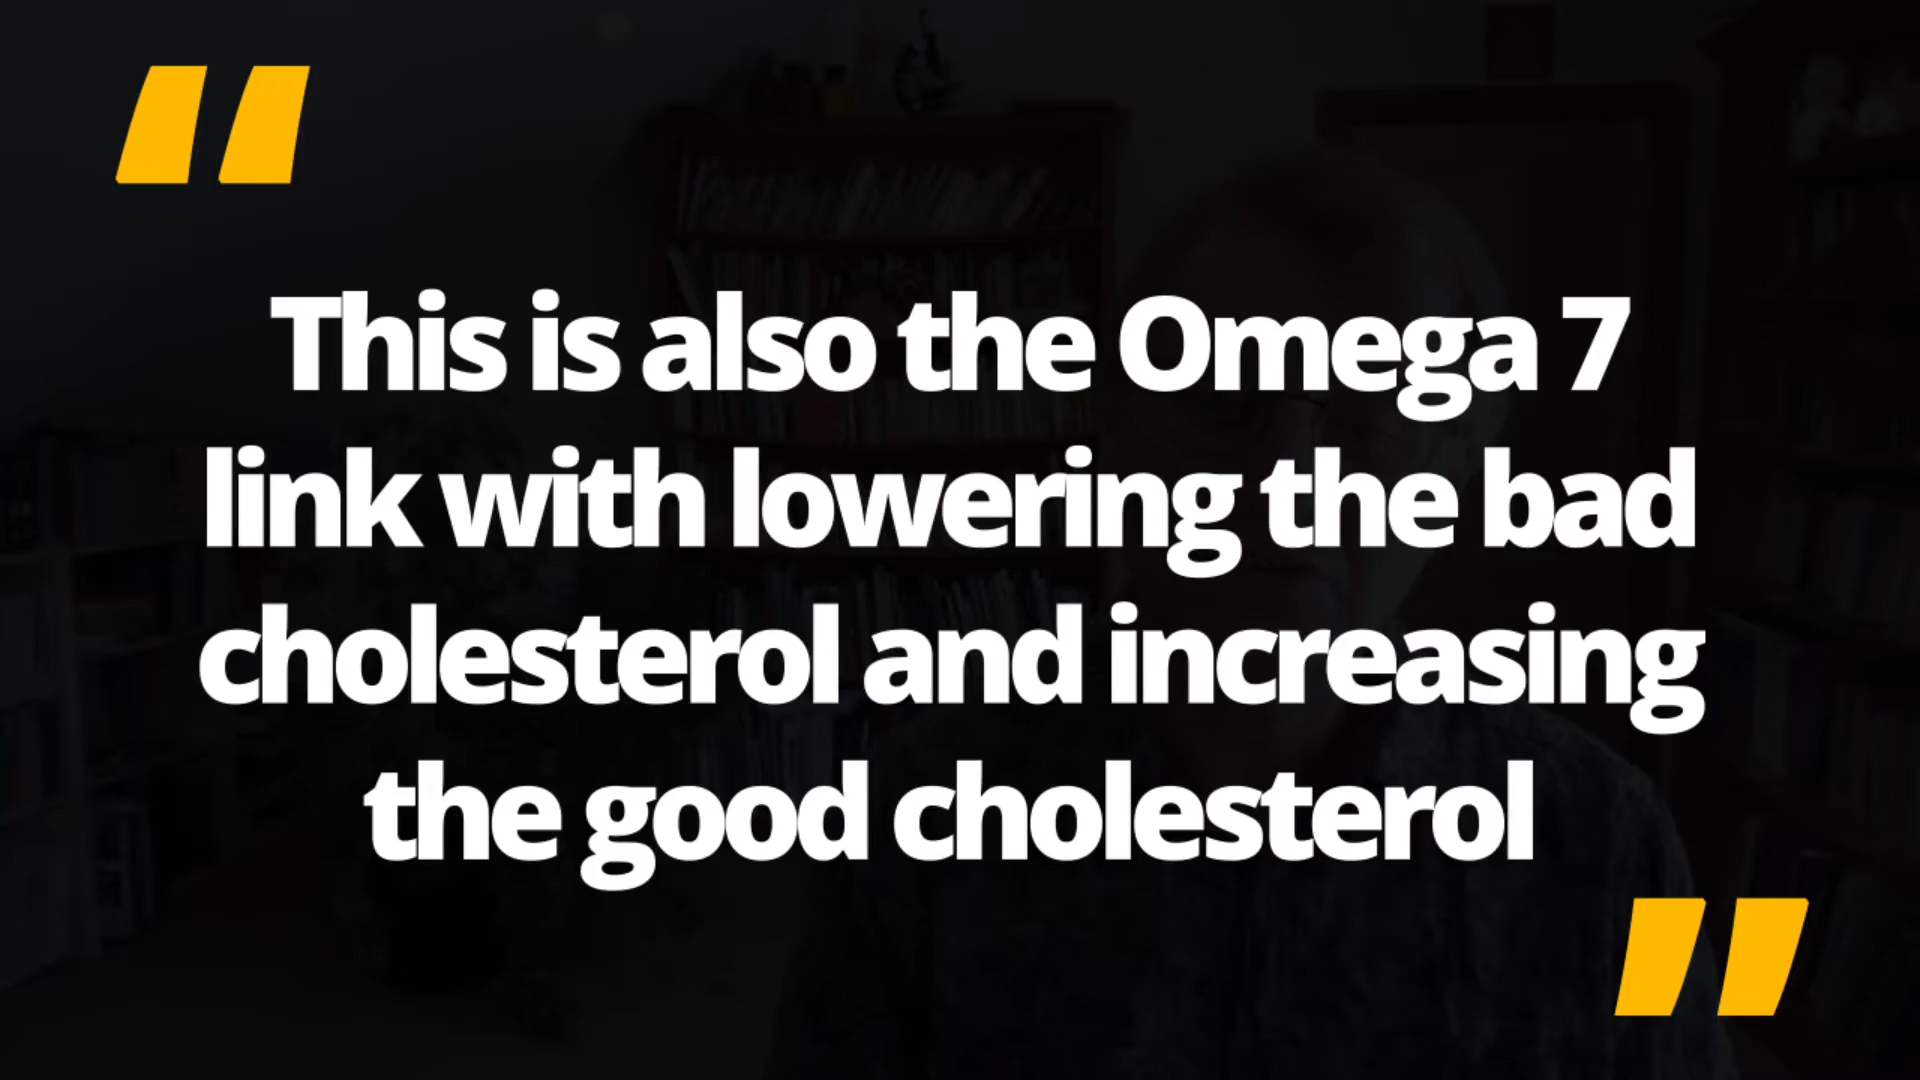 "
This is also the Omega 7
link with lowering the bad
cholesterol and increasing
the good cholesterol
"